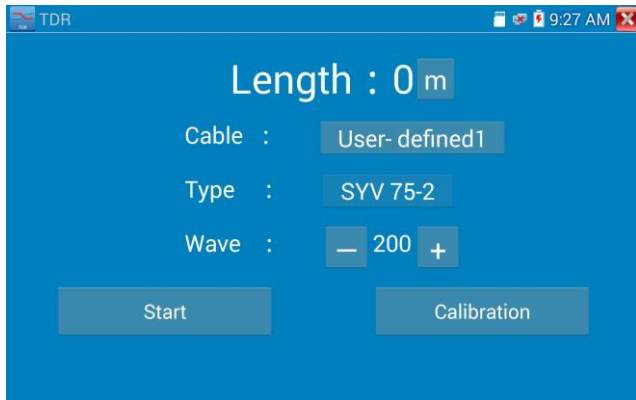 TDR 9:27 AM
Length : 0 m
Cable : User- defined1
Type : SYV 75-2
Wave : — 200 +
Start Calibration